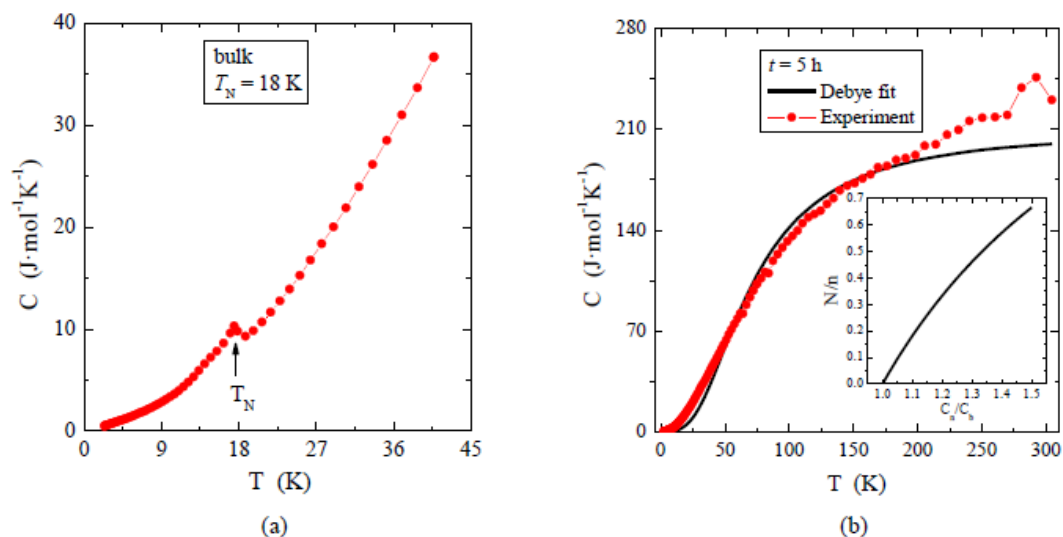 40
30
20
10
0
C (J·mol⁻¹K⁻¹)
bulk
T_N = 18 K
T_N
0 9 18 27 36 45
T (K)
(a)
280
210
140
70
0
C (J·mol⁻¹K⁻¹)
t = 5 h
Debye fit
Experiment
0.7
0.6
0.5
0.4
0.3
0.2
0.1
0.0
N/n
1.0 1.1 1.2 1.3 1.4 1.5
C_a/C_b
0 50 100 150 200 250 300
T (K)
(b)